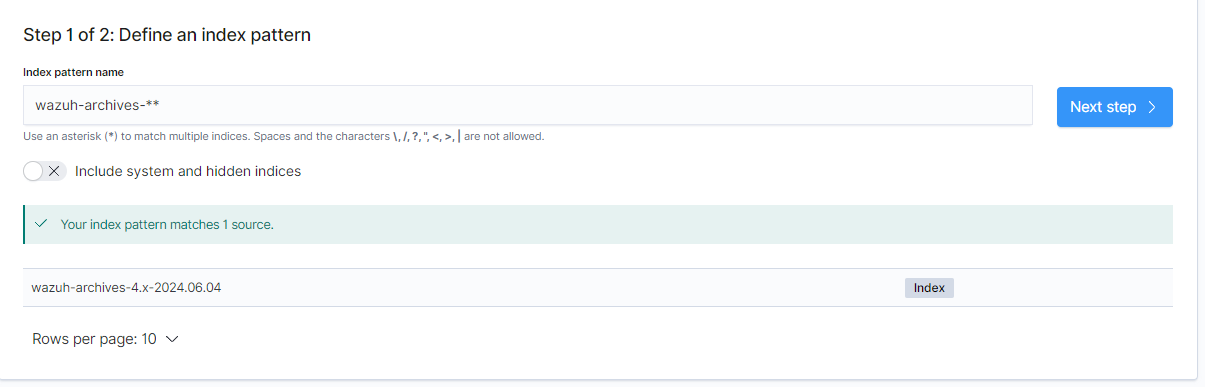 Step 1 of 2: Define an index pattern
Index pattern name
wazuh-archives-**
Next step
Use an asterisk (*) to match multiple indices. Spaces and the characters \, /, ?, ", <, >, | are not allowed.
Include system and hidden indices
Your index pattern matches 1 source.
wazuh-archives-4.x-2024.06.04 Index
Rows per page: 10